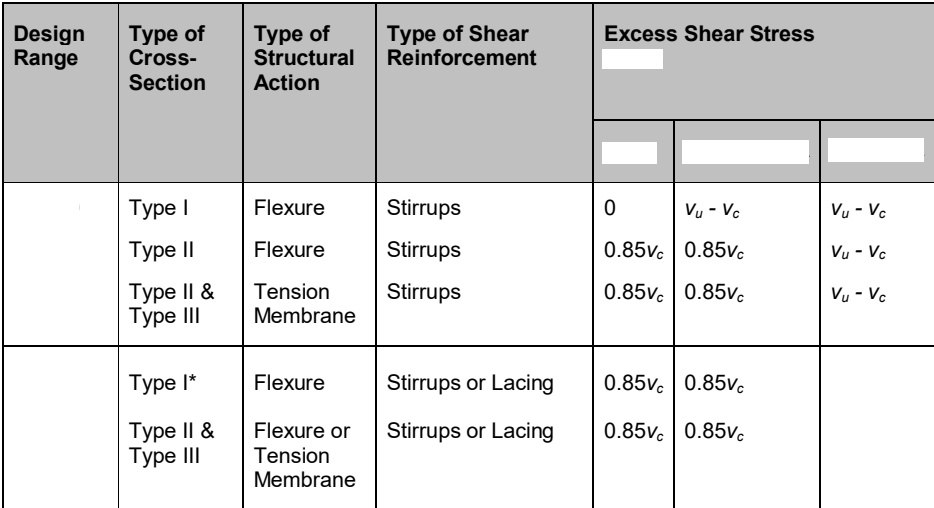 Design Range
Type of Cross-Section
Type of Structural Action
Type of Shear Reinforcement
Excess Shear Stress
Type I
Flexure
Stirrups
0
vu - vc
vu - vc
Type II
Flexure
Stirrups
0.85vc
0.85vc
vu - vc
Type II & Type III
Tension Membrane
Stirrups
0.85vc
0.85vc
vu - vc
Type I*
Flexure
Stirrups or Lacing
0.85vc
0.85vc
Type II & Type III
Flexure or Tension Membrane
Stirrups or Lacing
0.85vc
0.85vc